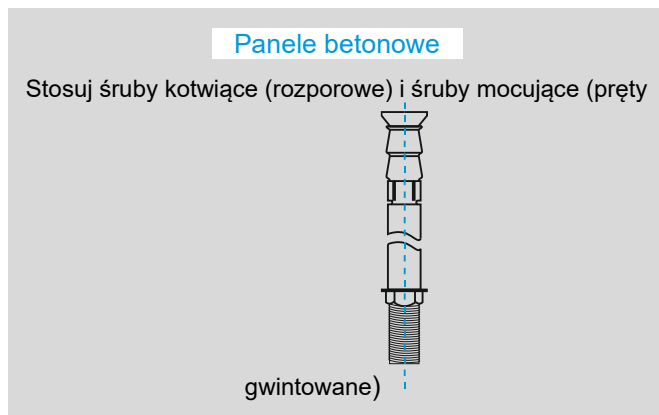 Panele betonowe
Stosuj śruby kotwiące (rozporowe) i śruby mocujące (pręty
gwintowane)